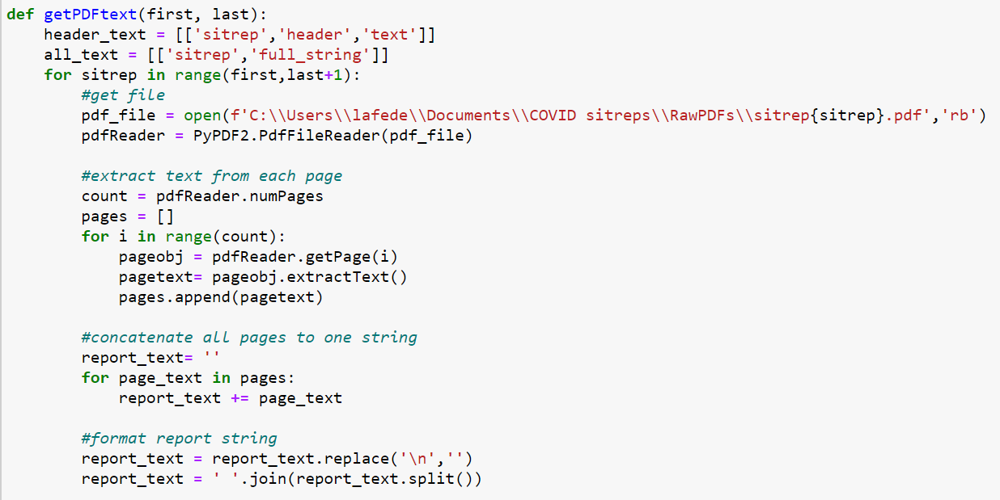 def getPDFtext(first, last):
    header_text = [['sitrep','header','text']]
    all_text = [['sitrep','full_string']]
    for sitrep in range(first,last+1):
        #get file
        pdf_file = open(f'C:\\Users\\lafede\\Documents\\COVID sitreps\\RawPDFs\\sitrep{sitrep}.pdf','rb')
        pdfReader = PyPDF2.PdfFileReader(pdf_file)

        #extract text from each page
        count = pdfReader.numPages
        pages = []
        for i in range(count):
            pageobj = pdfReader.getPage(i)
            pagetext= pageobj.extractText()
            pages.append(pagetext)

        #concatenate all pages to one string
        report_text= ''
        for page_text in pages:
            report_text += page_text

        #format report string
        report_text = report_text.replace('\n','')
        report_text = ' '.join(report_text.split())